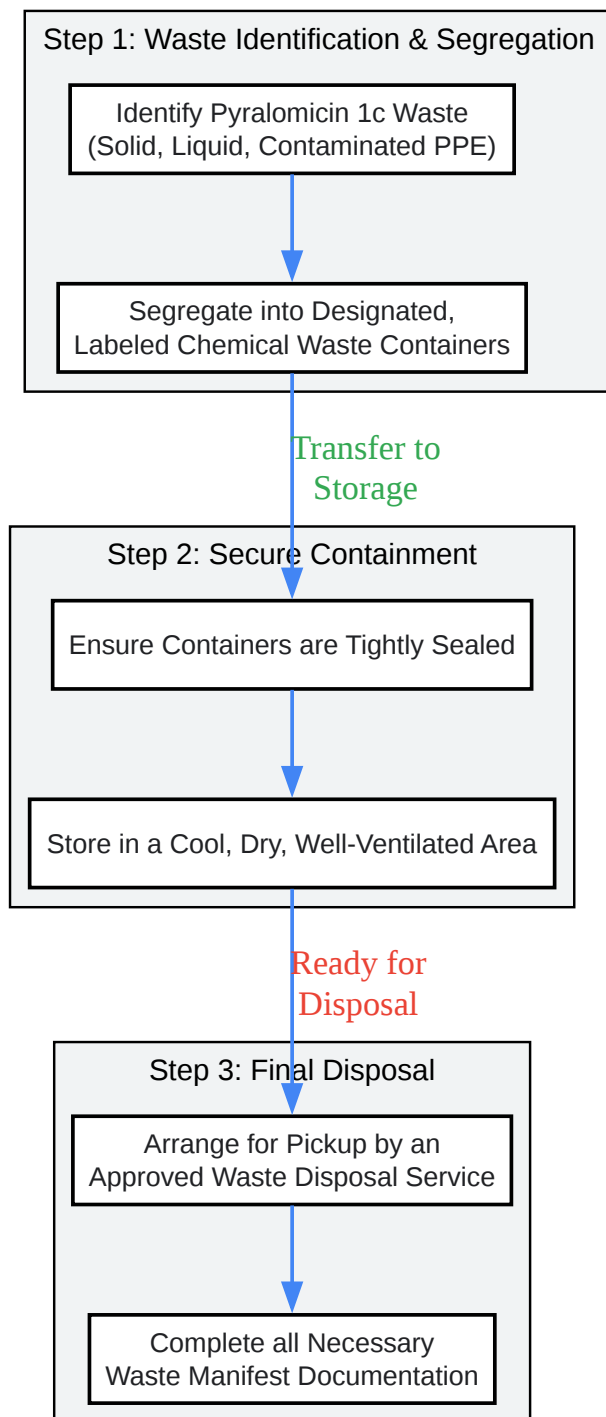 Step 1: Waste Identification & Segregation
Identify Pyralomicin 1c Waste
(Solid, Liquid, Contaminated PPE)
Segregate into Designated,
Labeled Chemical Waste Containers
Transfer to
Storage
Step 2: Secure Containment
Ensure Containers are Tightly Sealed
Store in a Cool, Dry, Well-Ventilated Area
Ready for
Disposal
Step 3: Final Disposal
Arrange for Pickup by an
Approved Waste Disposal Service
Complete all Necessary
Waste Manifest Documentation